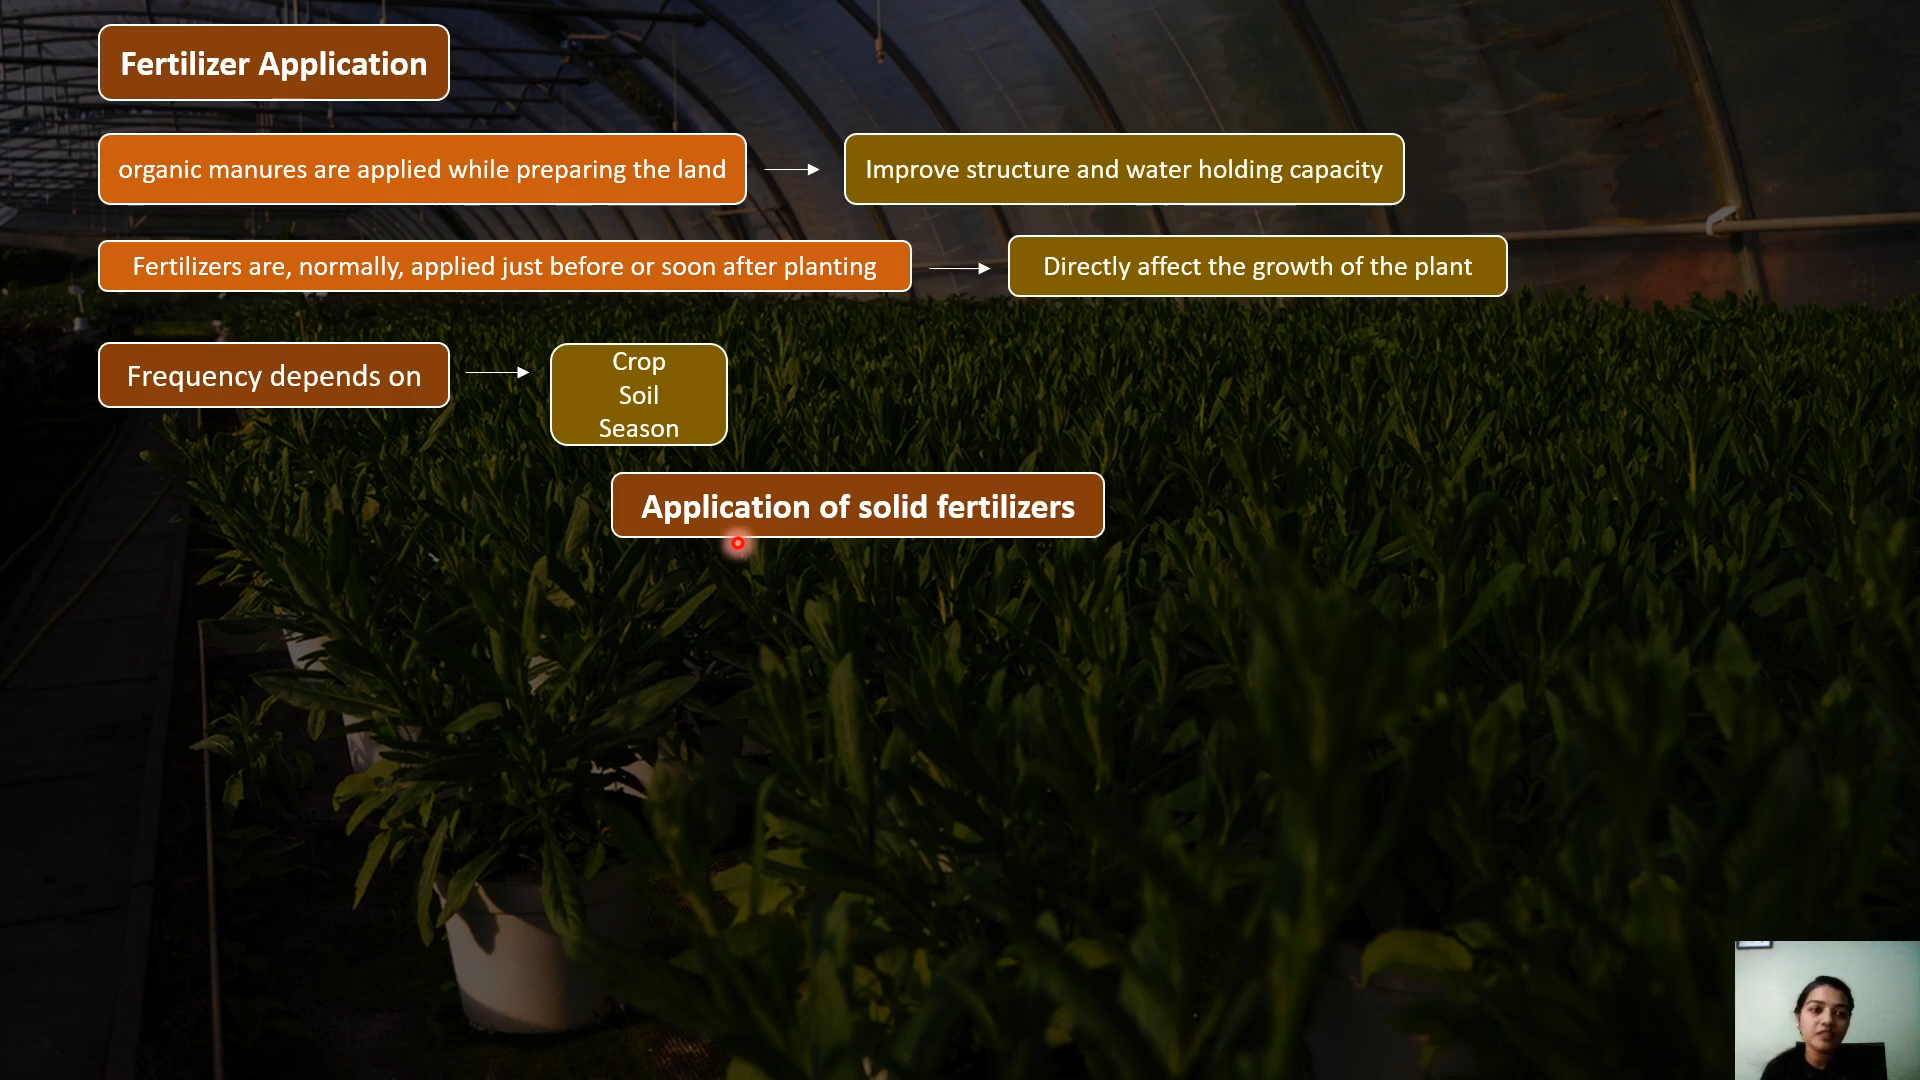 Fertilizer Application
organic manures are applied while preparing the land
Improve structure and water holding capacity
Fertilizers are, normally, applied just before or soon after planting
Directly affect the growth of the plant
Frequency depends on
Crop
Soil
Season
Application of solid fertilizers